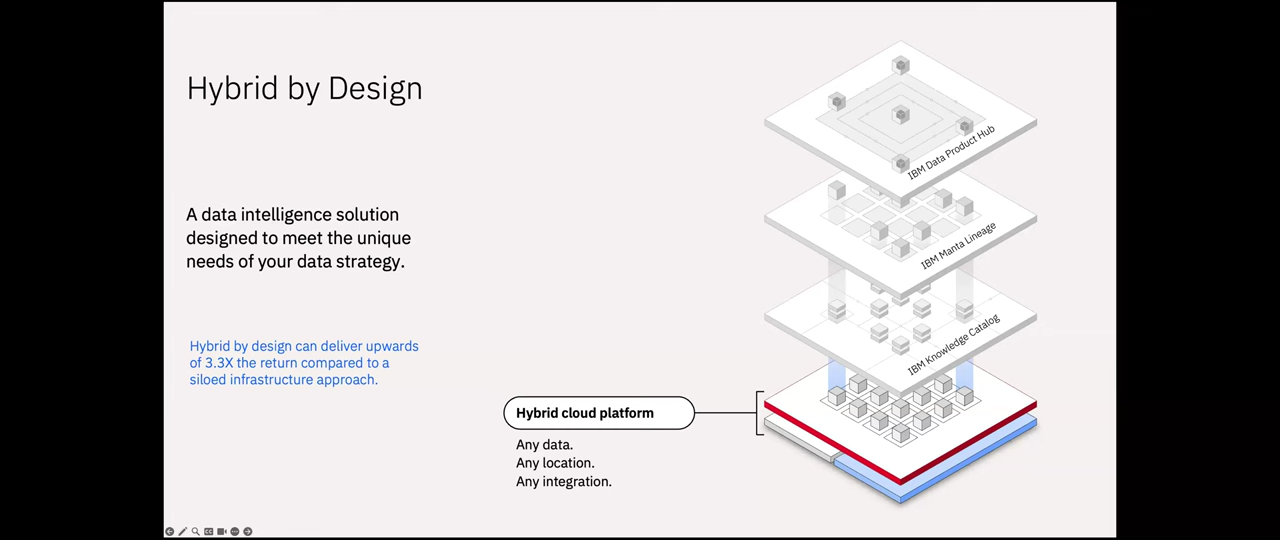 Hybrid by Design
A data intelligence solution
designed to meet the unique
needs of your data strategy.
Hybrid by design can deliver upwards
of 3.3X the return compared to a
siloed infrastructure approach.
IBM Data Product Hub
IBM Manta Lineage
IBM Knowledge Catalog
Hybrid cloud platform
Any data.
Any location.
Any integration.